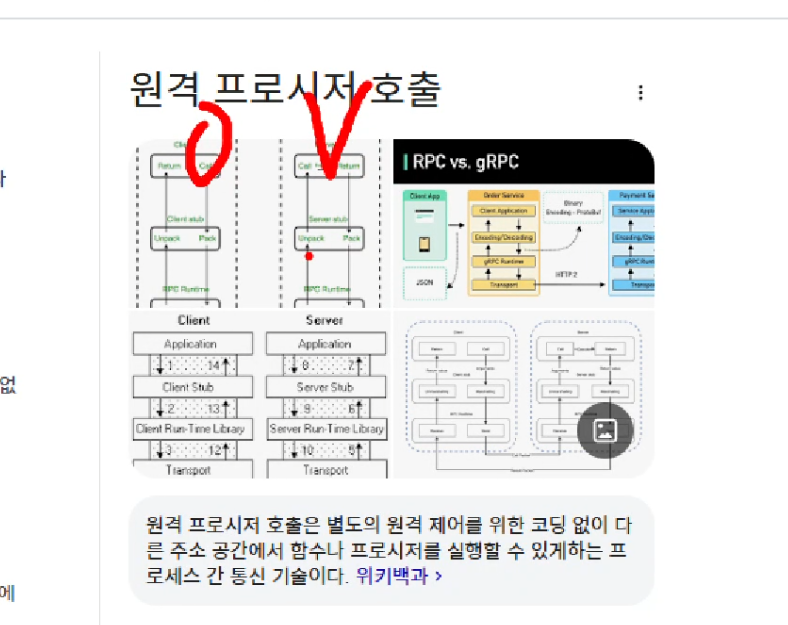 원격 프로시저 호출
Return Call
Call Return
Client stub
Server stub
Unpack Pack
Unpack Pack
RPC Runtime
RPC Runtime
RPC vs. gRPC
Client App
Order Service
Client Application
Encoding/Decoding
gRPC Runtime
Transport
Binary
Encoding - Protobuf
JSON
HTTP 2
Payment Se
Service Appl
gRPC Runt
Transpo
Client
Server
Application
Application
1 14
8 7
Client Stub
Server Stub
2 13
9 6
Client Run-Time Library
Server Run-Time Library
3 12
10 5
Transport
Transport
원격 프로시저 호출은 별도의 원격 제어를 위한 코딩 없이 다
른 주소 공간에서 함수나 프로시저를 실행할 수 있게하는 프
로세스 간 통신 기술이다. 위키백과 >
없
에